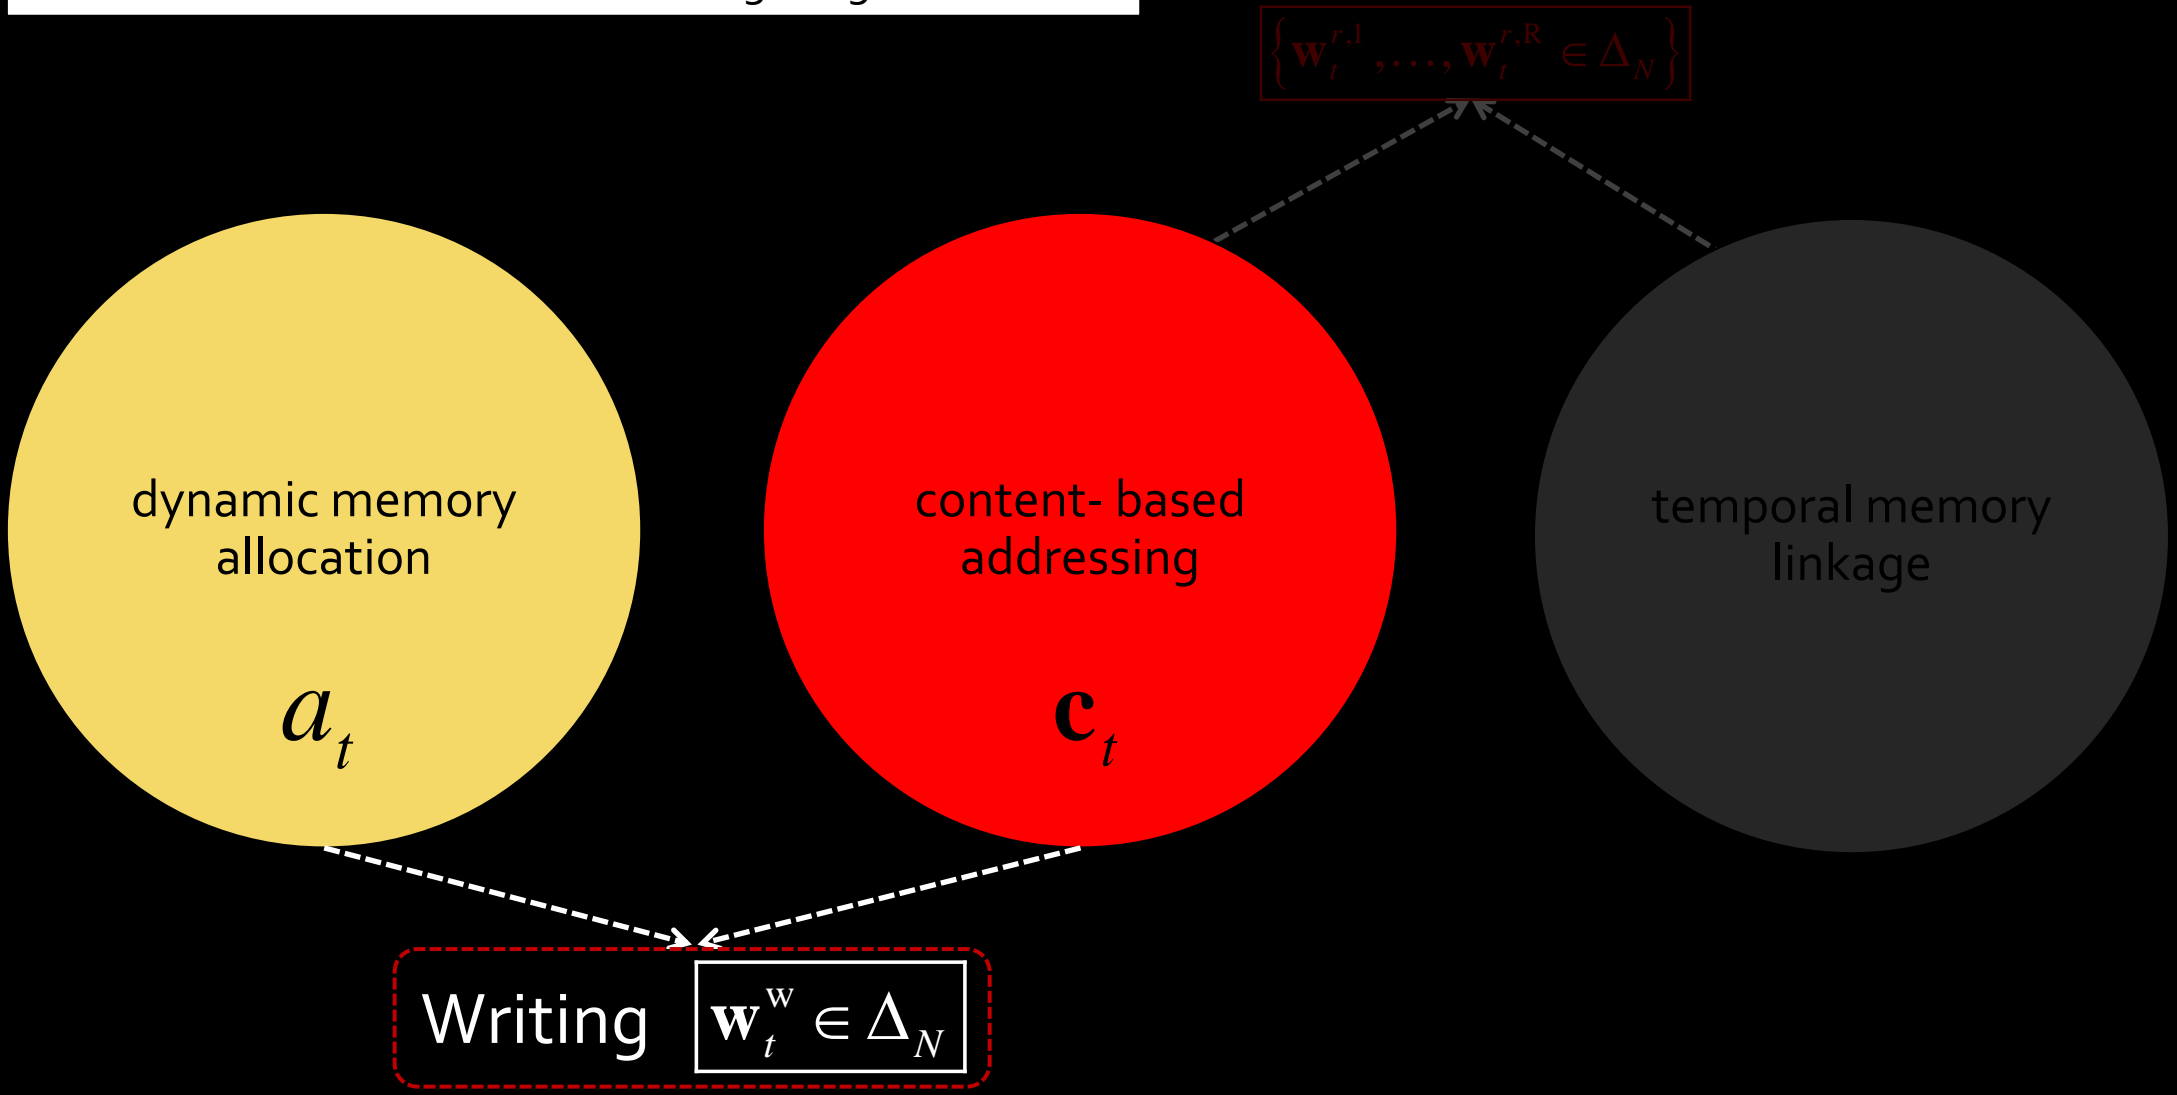 {w_t^{r,1},...,w_t^{r,R} ∈ Δ_N}
dynamic memory
allocation
a_t
content- based
addressing
c_t
temporal memory
linkage
Writing w_t^w ∈ Δ_N